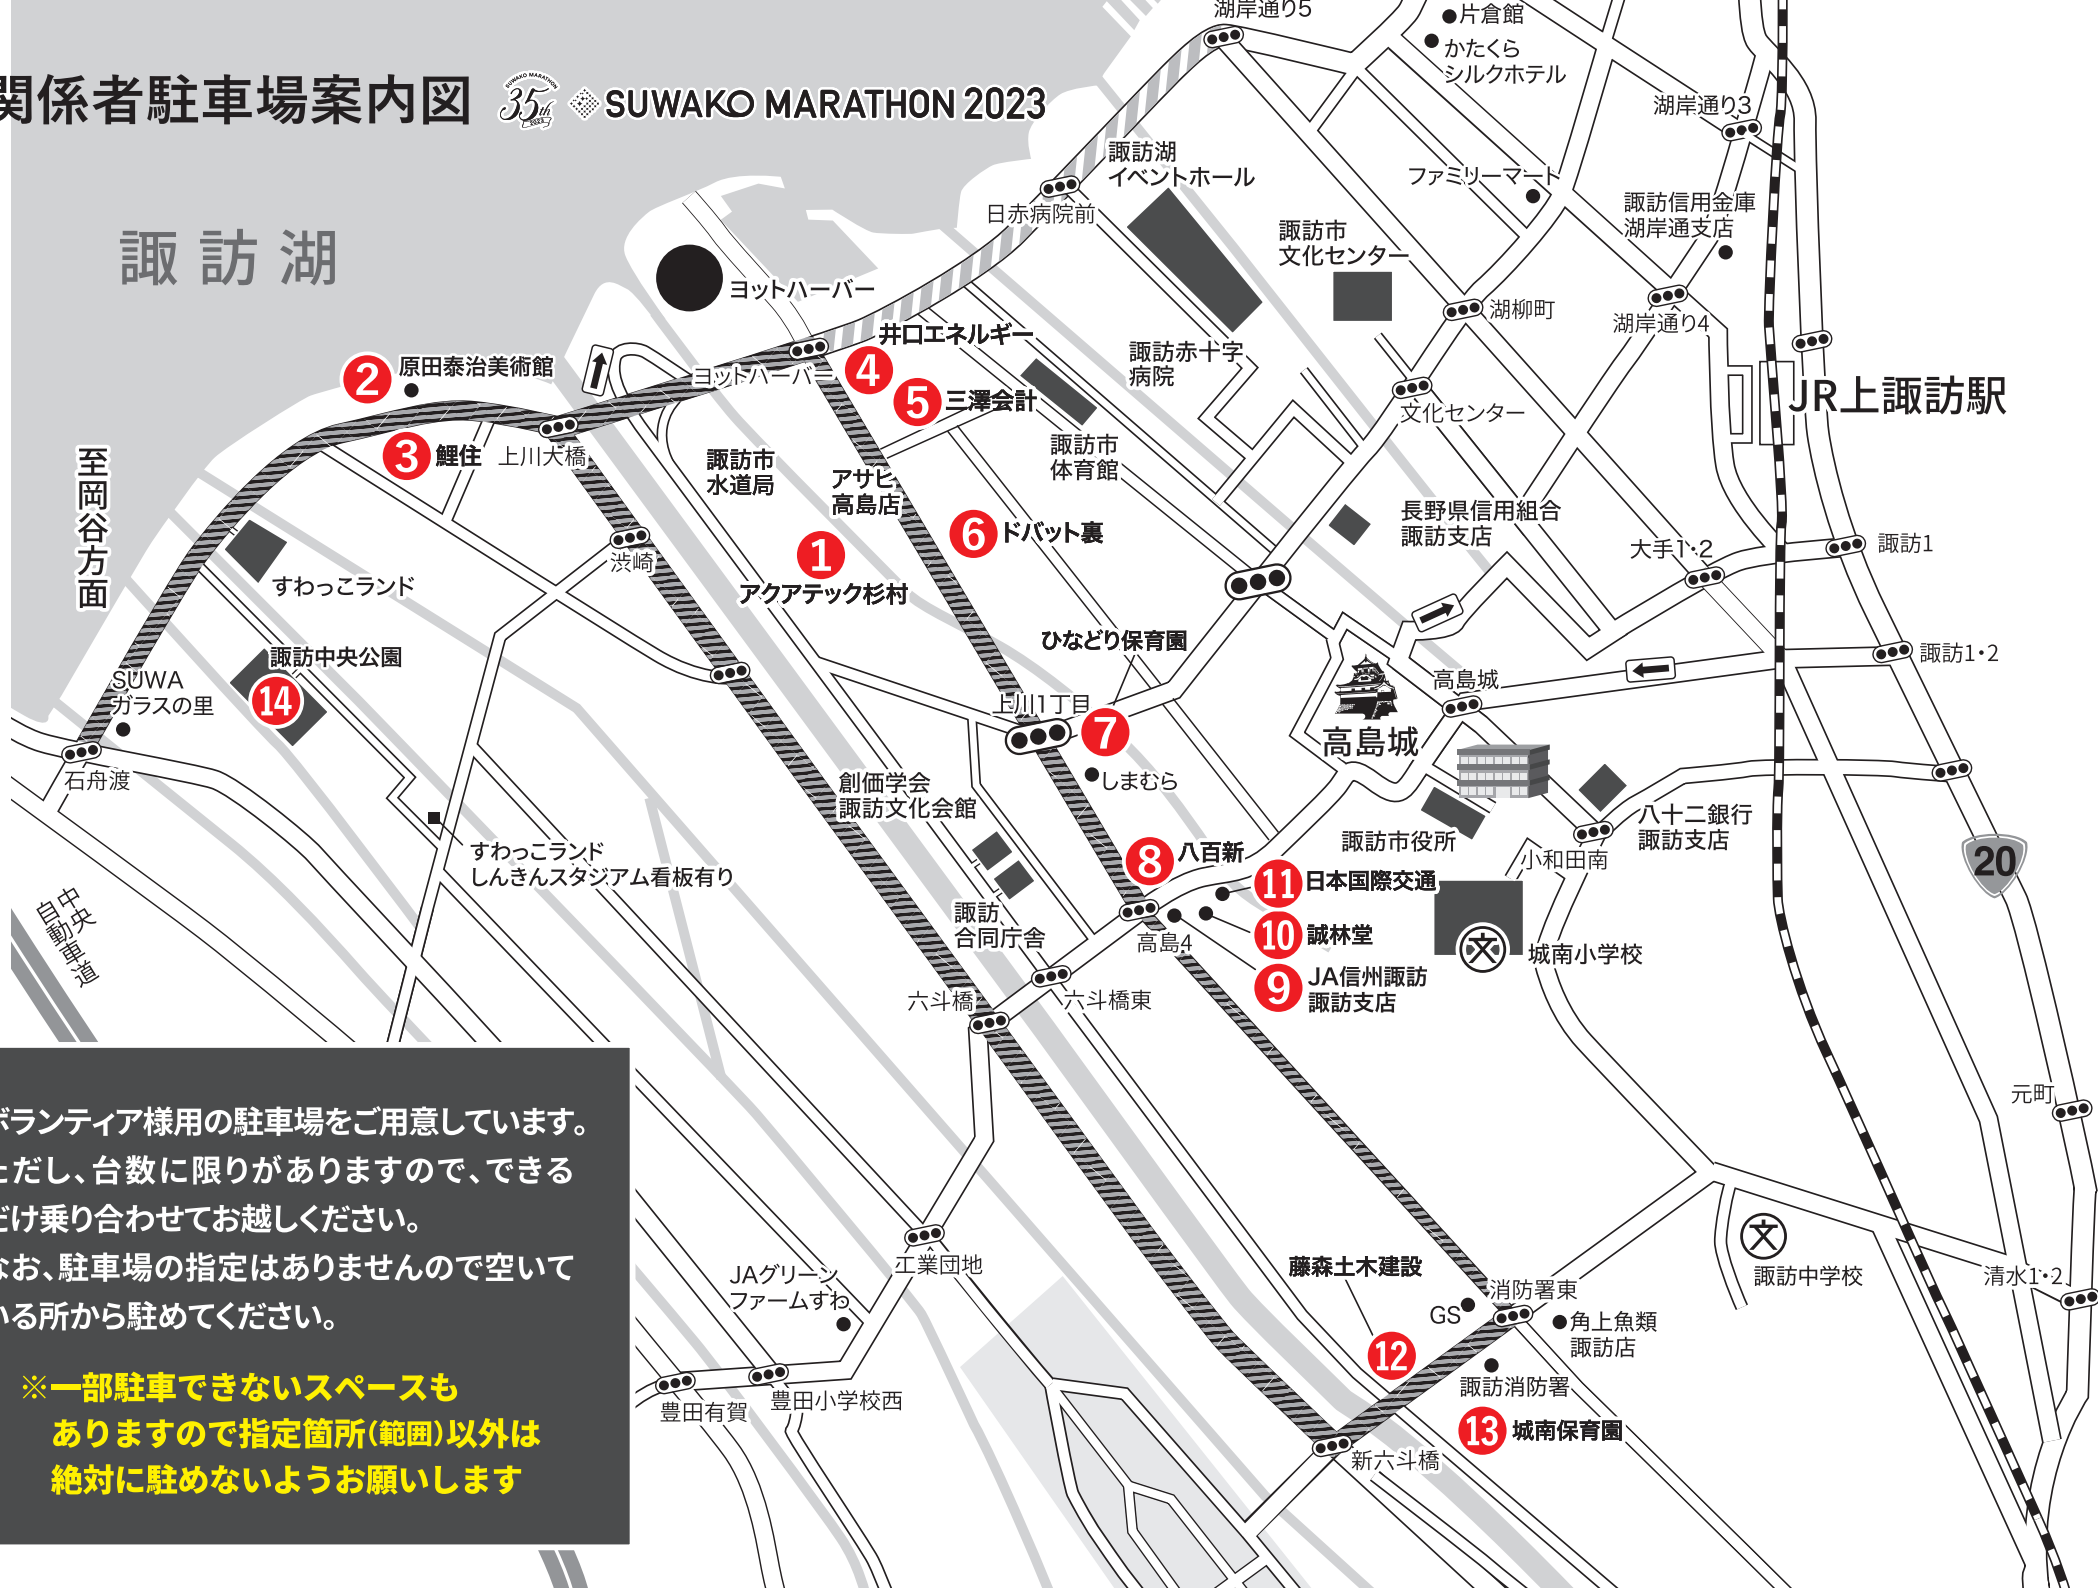 関係者駐車場案内図
SUWAKO MARATHON
35th
SUWAKO MARATHON 2023
湖岸通り5
片倉館
かたくら
シルクホテル
湖岸通り3
諏訪湖
諏訪湖
イベントホール
日赤病院前
ファミリーマート
諏訪信用金庫
湖岸通支店
諏訪市
文化センター
ヨットハーバー
湖柳町
湖岸通り4
井口エネルギー
ヨットハーバー
4
諏訪赤十字
病院
2
原田泰治美術館
5
三澤会計
文化センター
JR上諏訪駅
3
鯉住
上川大橋
至岡谷方面
諏訪市
水道局
アサヒ
高島店
諏訪市
体育館
長野県信用組合
諏訪支店
大手1・2
諏訪1
6
ドバット裏
1
アクアテック杉村
渋崎
すわっこランド
ひなどり保育園
諏訪1・2
諏訪中央公園
14
SUWA
ガラスの里
石舟渡
上川1丁目
7
しまむら
高島城
高島城
創価学会
諏訪文化会館
八十二銀行
諏訪支店
諏訪市役所
小和田南
8
八百新
20
すわっこランド
しんきんスタジアム看板有り
11
日本国際交通
10
誠林堂
9
JA信州諏訪
諏訪支店
高島4
諏訪
合同庁舎
文
城南小学校
中央
自動車道
六斗橋
六斗橋東
元町
ボランティア様用の駐車場をご用意しています。
ただし、台数に限りがありますので、できる
だけ乗り合わせてお越しください。
なお、駐車場の指定はありませんので空いて
いる所から駐めてください。
※一部駐車できないスペースも
ありますので指定箇所(範囲)以外は
絶対に駐めないようお願いします
工業団地
JAグリーン
ファームすわ
豊田有賀
豊田小学校西
藤森土木建設
12
GS
消防署東
角上魚類
諏訪店
諏訪消防署
13
城南保育園
新六斗橋
文
諏訪中学校
清水1・2